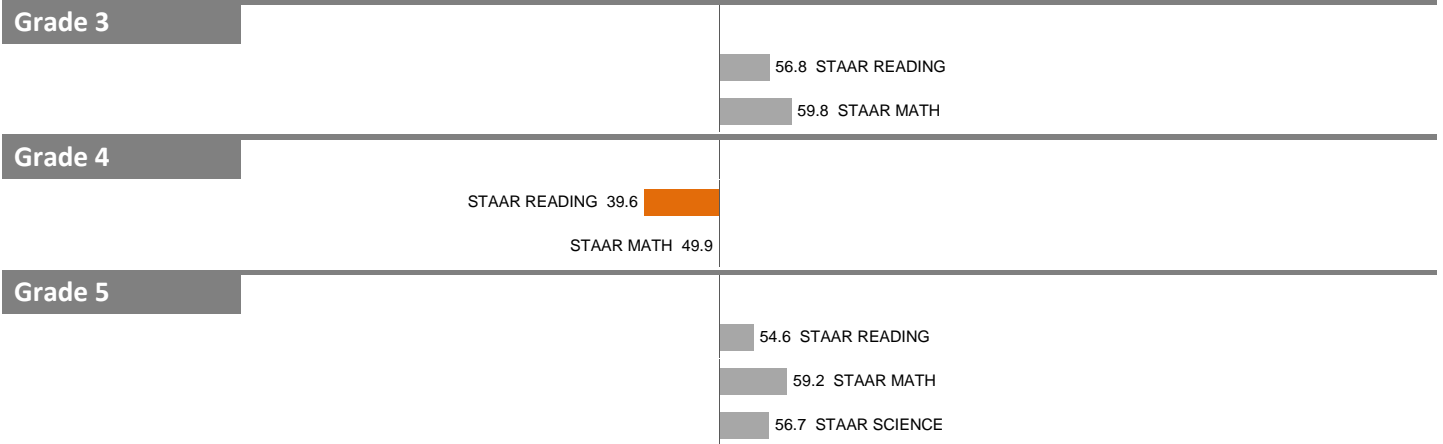 Grade 3
56.8 STAAR READING
59.8 STAAR MATH
Grade 4
STAAR READING 39.6
STAAR MATH 49.9
Grade 5
54.6 STAAR READING
59.2 STAAR MATH
56.7 STAAR SCIENCE